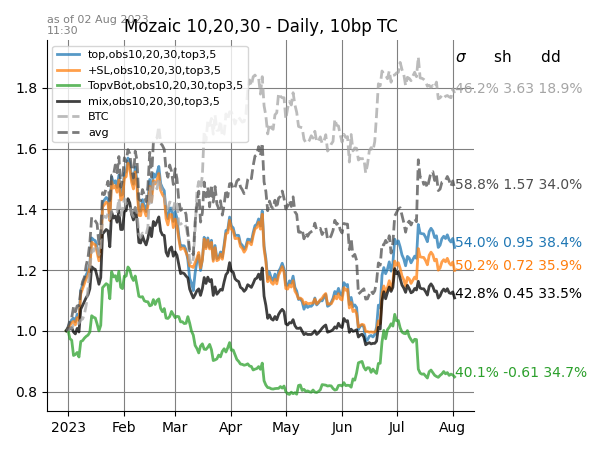 as of 02 Aug 2023
11:30
Mozaic 10,20,30 - Daily, 10bp TC
σ sh dd
top,obs10,20,30,top3,5
+SL,obs10,20,30,top3,5
TopvBot,obs10,20,30,top3,5
mix,obs10,20,30,top3,5
BTC
avg
46.2% 3.63 18.9%
58.8% 1.57 34.0%
54.0% 0.95 38.4%
50.2% 0.72 35.9%
42.8% 0.45 33.5%
40.1% -0.61 34.7%
1.8
1.6
1.4
1.2
1.0
0.8
2023 Feb Mar Apr May Jun Jul Aug